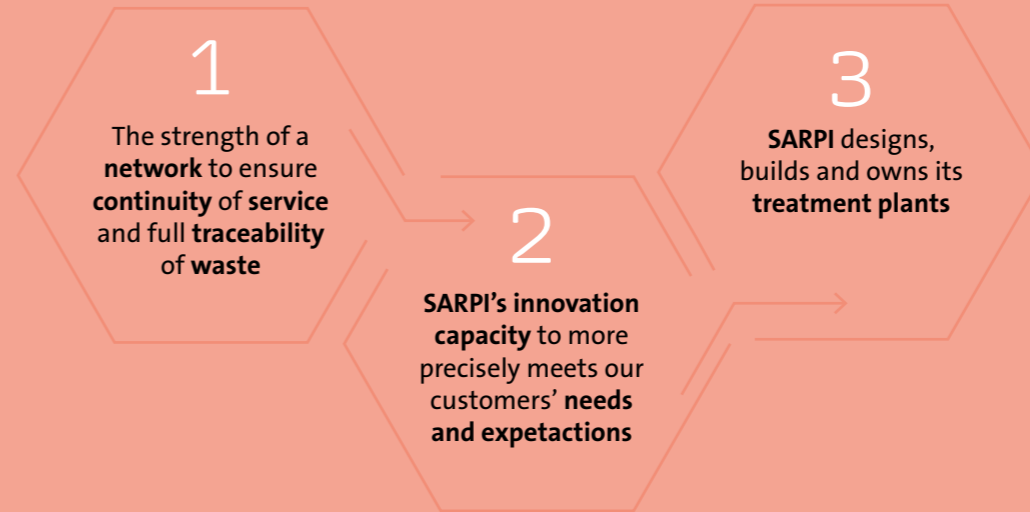 1
The strength of a
network to ensure
continuity of service
and full traceability
of waste
2
SARPI’s innovation
capacity to more
precisely meets our
customers’ needs
and expetactions
3
SARPI designs,
builds and owns its
treatment plants